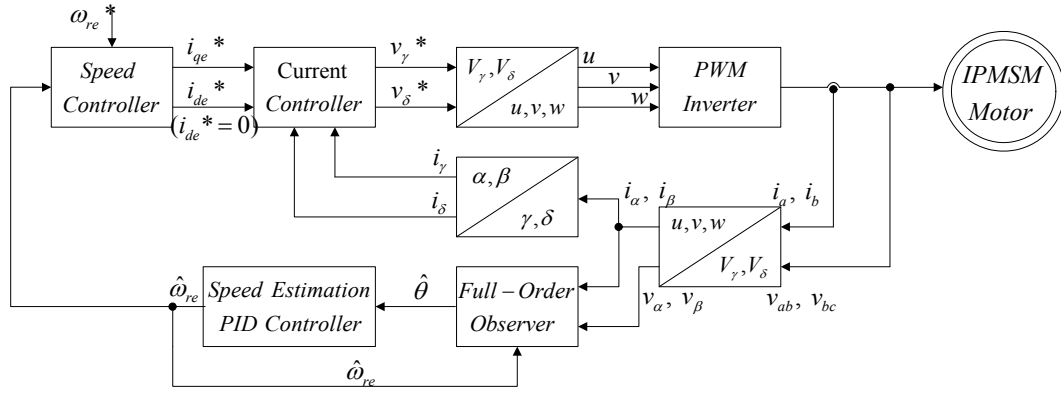 ω_re *
Speed
Controller
i_qe *
i_de *
(i_de * = 0)
Current
Controller
v_γ *
v_δ *
V_γ, V_δ
u, v, w
u
v
w
PWM
Inverter
IPMSM
Motor
i_γ
i_δ
α, β
γ, δ
i_α, i_β
i_a, i_b
u, v, w
V_γ, V_δ
v_α, v_β
v_ab, v_bc
ω̂_re
Speed Estimation
PID Controller
θ̂
Full-Order
Observer
ω̂_re